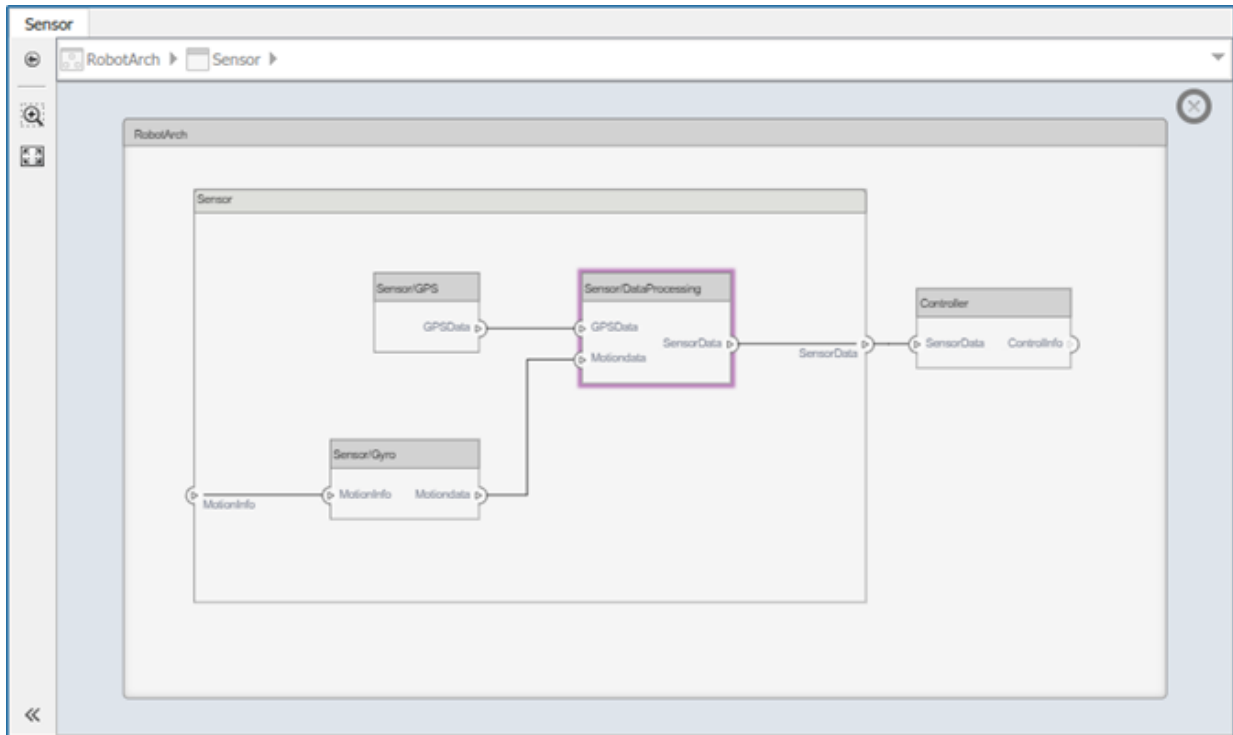 Sensor
RobotArch Sensor
RobotArch
Sensor
Sensor/GPS
GPSData
Sensor/DataProcessing
GPSData
SensorData
Motiondata
SensorData
Controller
SensorData ControlInfo
Sensor/Gyro
MotionInfo Motiondata
MotionInfo